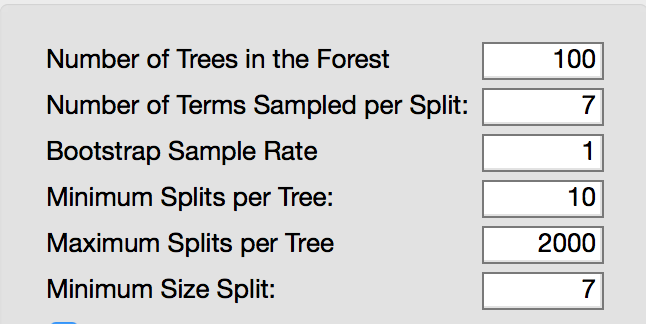 Number of Trees in the Forest 100
Number of Terms Sampled per Split: 7
Bootstrap Sample Rate 1
Minimum Splits per Tree: 10
Maximum Splits per Tree 2000
Minimum Size Split: 7